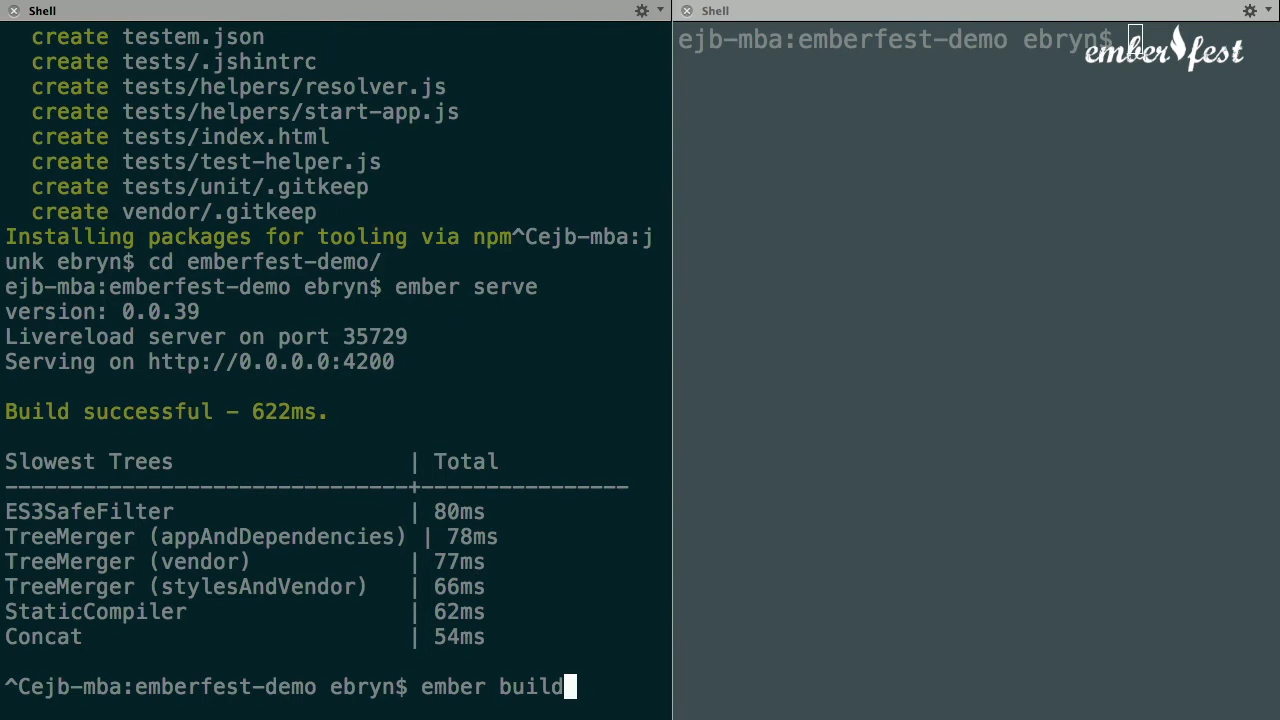 Shell
create testem.json
create tests/.jshintrc
create tests/helpers/resolver.js
create tests/helpers/start-app.js
create tests/index.html
create tests/test-helper.js
create tests/unit/.gitkeep
create vendor/.gitkeep
Installing packages for tooling via npm^Cejb-mba:j
unk ebryn$ cd emberfest-demo/
ejb-mba:emberfest-demo ebryn$ ember serve
version: 0.0.39
Livereload server on port 35729
Serving on http://0.0.0.0:4200
Build successful - 622ms.
Slowest Trees | Total
-------------------------------+----------------
ES3SafeFilter | 80ms
TreeMerger (appAndDependencies) | 78ms
TreeMerger (vendor) | 77ms
TreeMerger (stylesAndVendor) | 66ms
StaticCompiler | 62ms
Concat | 54ms
^Cejb-mba:emberfest-demo ebryn$ ember build
Shell
ejb-mba:emberfest-demo ebryn$
ember fest